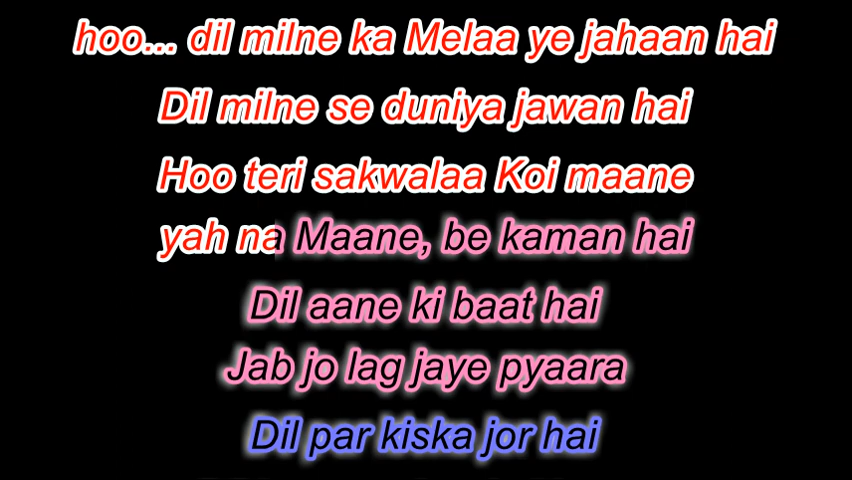 hoo... dil milne ka Melaa ye jahaan hai
Dil milne se duniya jawan hai
Hoo teri sakwalaa Koi maane
yah na Maane, be kaman hai
Dil aane ki baat hai
Jab jo lag jaye pyaara
Dil par kiska jor hai